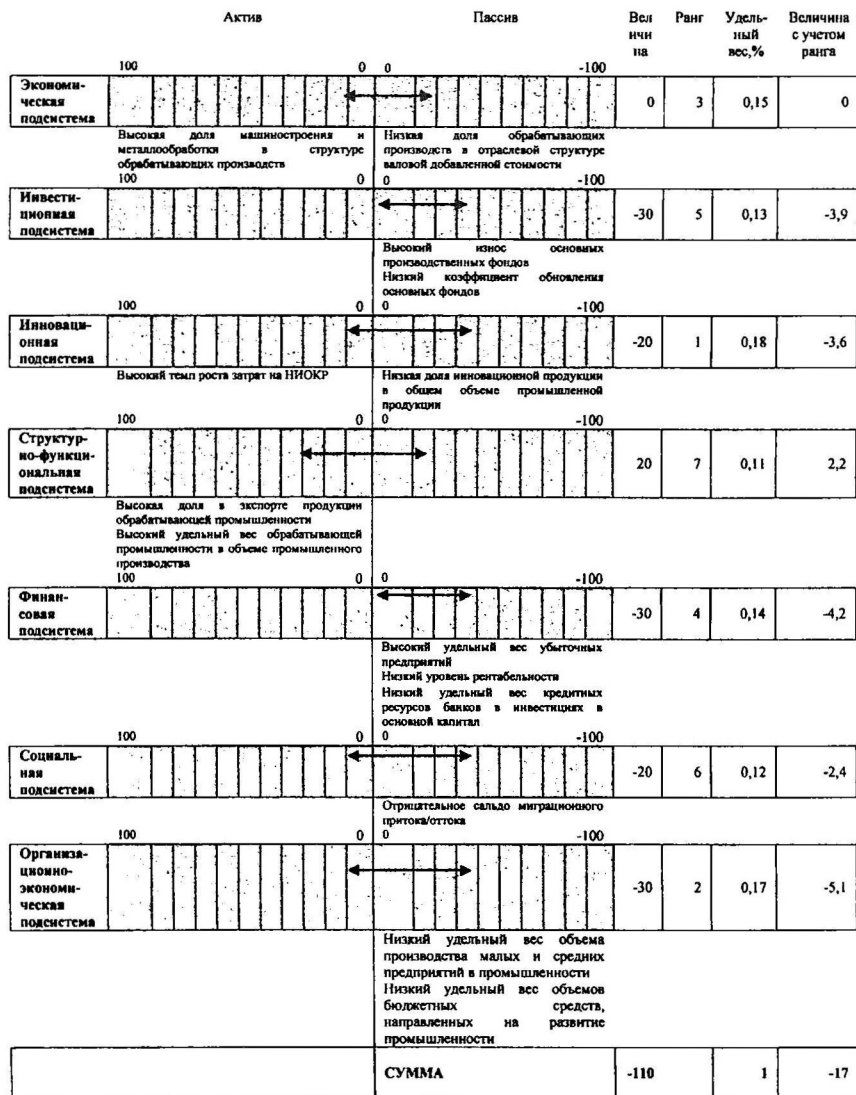 Актив Пассив Вел Ранг Удель- Величина
ичи ный с учетом
на вес,% ранга
100 0 0 -100
Экономи-
ческая
подсистема
0 3 0,15 0
Высокая доля машиностроения и
металлообработки в структуре
обрабатывающих производств
Низкая доля обрабатывающих
производств в отраслевой структуре
валовой добавленной стоимости
100 0 0 -100
Инвести-
ционная
подсистема
-30 5 0,13 -3,9
Высокий износ основных
производственных фондов
Низкий коэффициент обновления
основных фондов
100 0 0 -100
Инноваци-
онная
подсистема
-20 1 0,18 -3,6
Высокий темп роста затрат на НИОКР
Низкая доля инновационной продукции
в общем объеме промышленной
продукции
100 0 0 -100
Структур-
но-функци-
ональная
подсистема
20 7 0,11 2,2
Высокая доля в экспорте продукции
обрабатывающей промышленности
Высокий удельный вес обрабатывающей
промышленности в объеме промышленного
производства
100 0 0 -100
Финан-
совая
подсистема
-30 4 0,14 -4,2
Высокий удельный вес убыточных
предприятий
Низкий уровень рентабельности
Низкий удельный вес кредитных
ресурсов банков в инвестициях в
основной капитал
100 0 0 -100
Социаль-
ная
подсистема
-20 6 0,12 -2,4
Отрицательное сальдо миграционного
притока/оттока
100 0 0 -100
Организа-
ционно-
экономи-
ческая
подсистема
-30 2 0,17 -5,1
Низкий удельный вес объема
производства малых и средних
предприятий в промышленности
Низкий удельный вес объемов
бюджетных средств,
направленных на развитие
промышленности
СУММА -110 1 -17